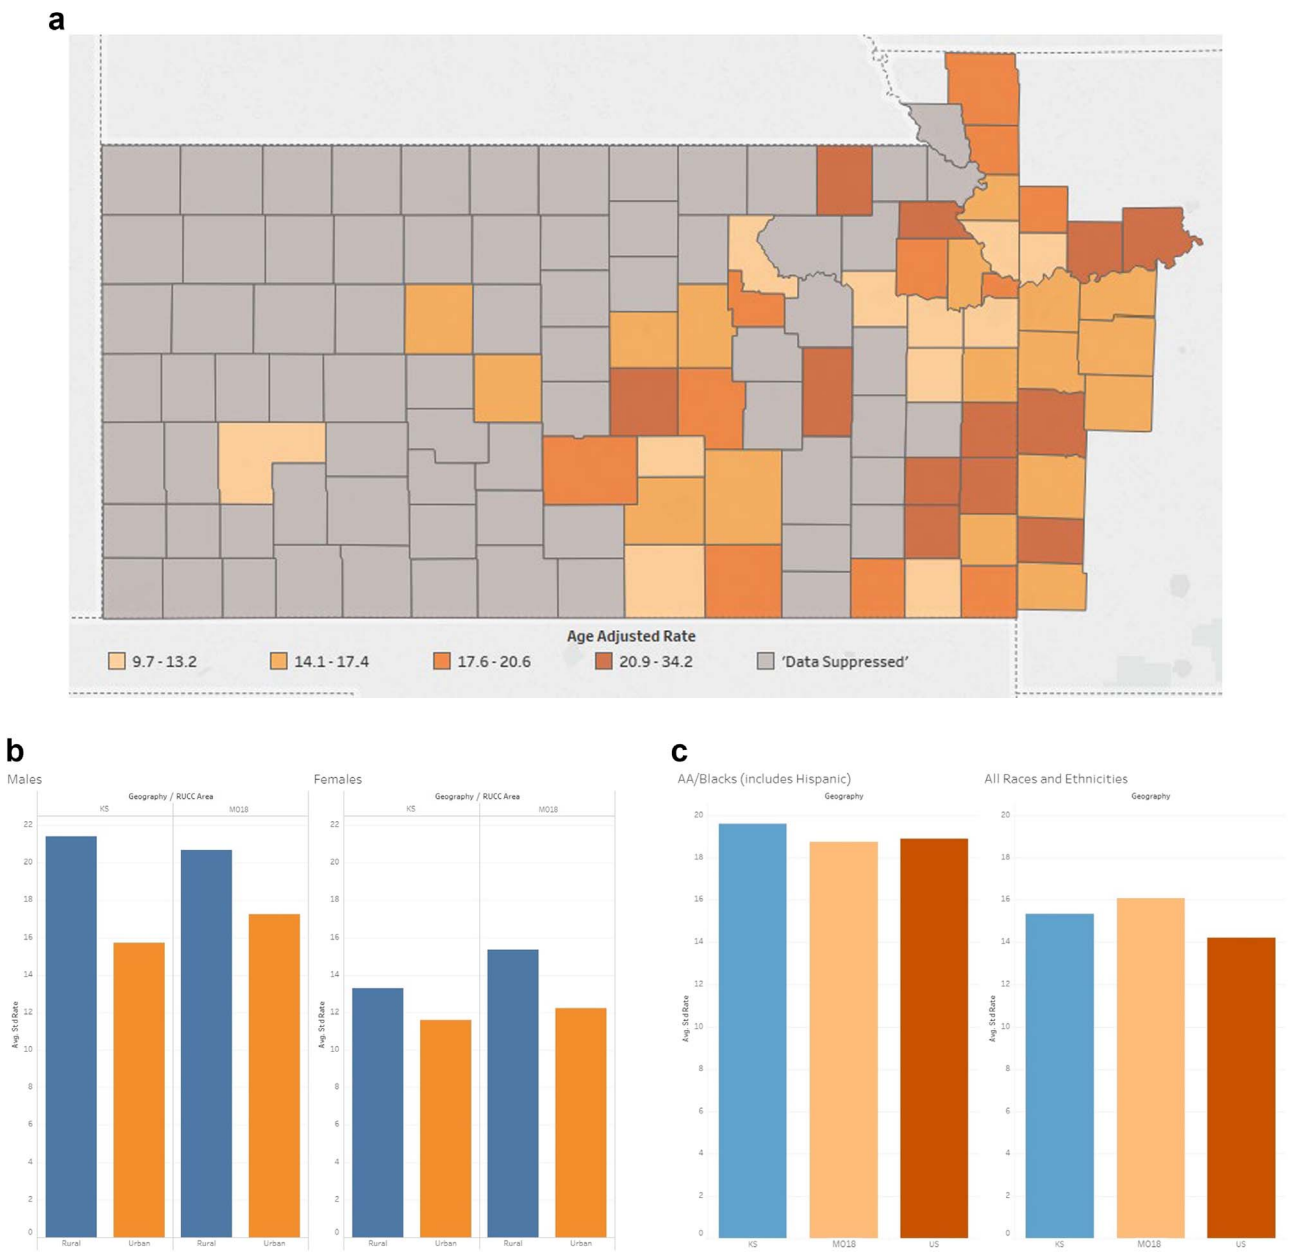 a
Age Adjusted Rate
9.7 - 13.2
14.1 - 17.4
17.6 - 20.6
20.9 - 34.2
'Data Suppressed'
b
Males
Geography / RUCC Area
KS
MO18
22
20
18
16
14
12
10
8
6
4
2
0
Avg. Std Rate
Rural
Urban
Rural
Urban
Females
Geography / RUCC Area
KS
MO18
22
20
18
16
14
12
10
8
6
4
2
0
Avg. Std Rate
Rural
Urban
Rural
Urban
c
AA/Blacks (includes Hispanic)
Geography
20
18
16
14
12
10
8
6
4
2
0
Avg. Std Rate
KS
MO18
US
All Races and Ethnicities
Geography
20
18
16
14
12
10
8
6
4
2
0
Avg. Std Rate
KS
MO18
US